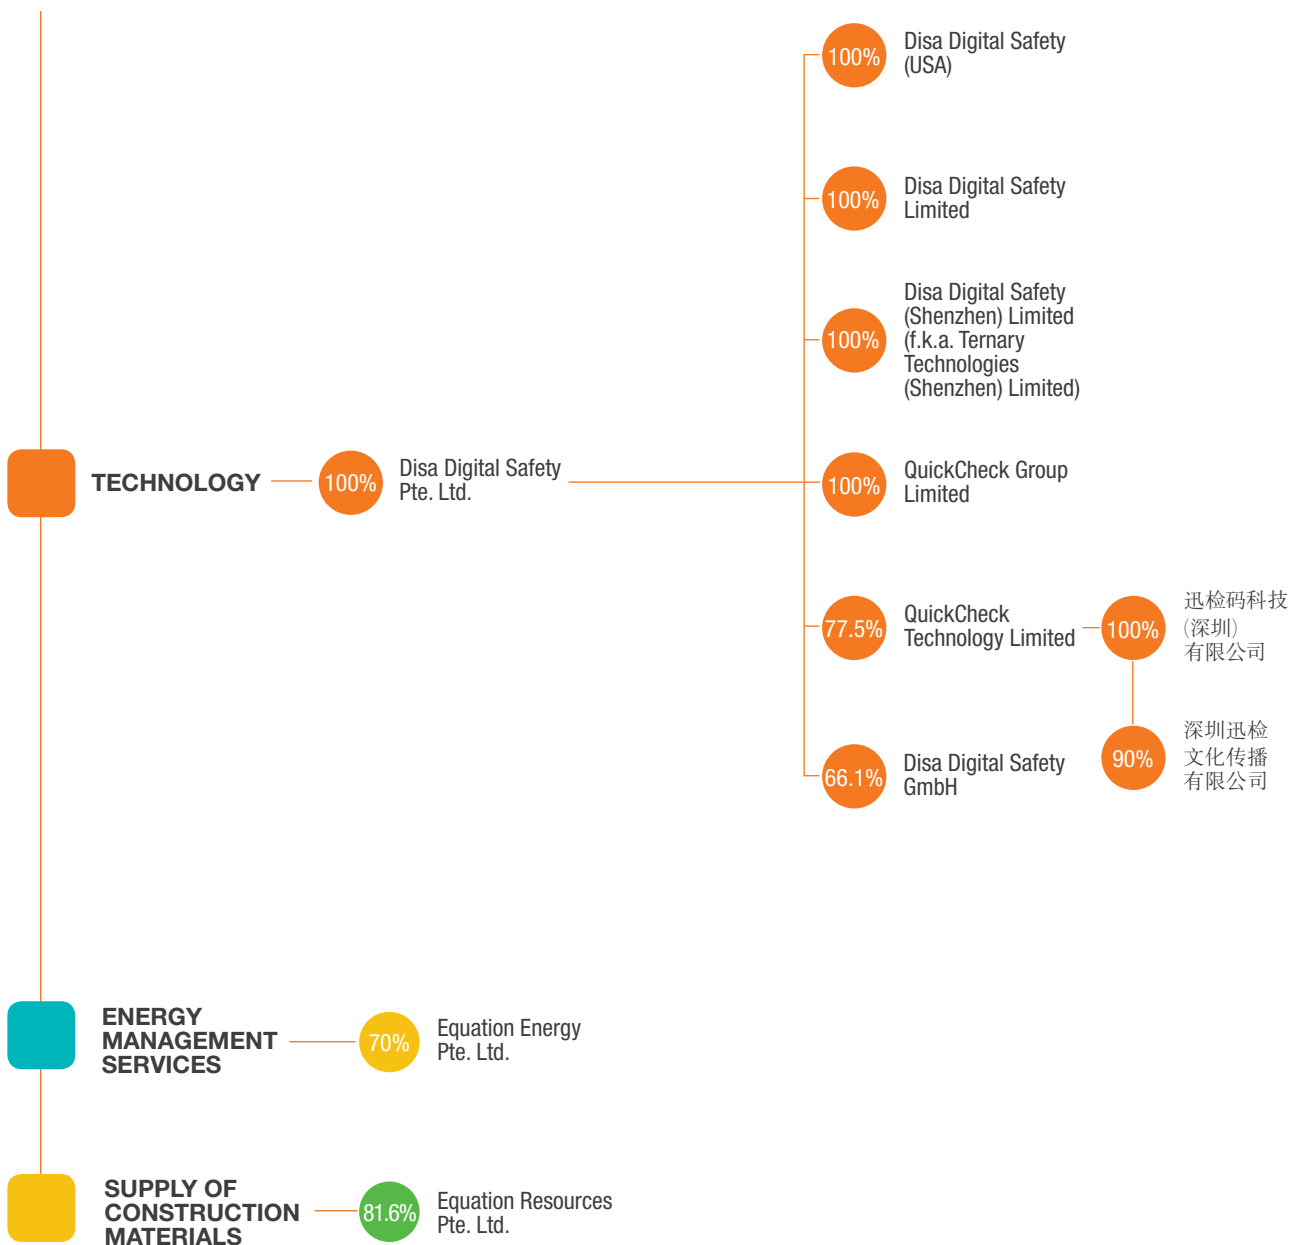 100%
Disa Digital Safety
(USA)
100%
Disa Digital Safety
Limited
100%
Disa Digital Safety
(Shenzhen) Limited
(f.k.a. Ternary
Technologies
(Shenzhen) Limited)
TECHNOLOGY
100%
Disa Digital Safety
Pte. Ltd.
100%
QuickCheck Group
Limited
77.5%
QuickCheck
Technology Limited
100%
迅检码科技
(深圳)
有限公司
90%
深圳迅检
文化传播
有限公司
66.1%
Disa Digital Safety
GmbH
ENERGY
MANAGEMENT
SERVICES
70%
Equation Energy
Pte. Ltd.
SUPPLY OF
CONSTRUCTION
MATERIALS
81.6%
Equation Resources
Pte. Ltd.